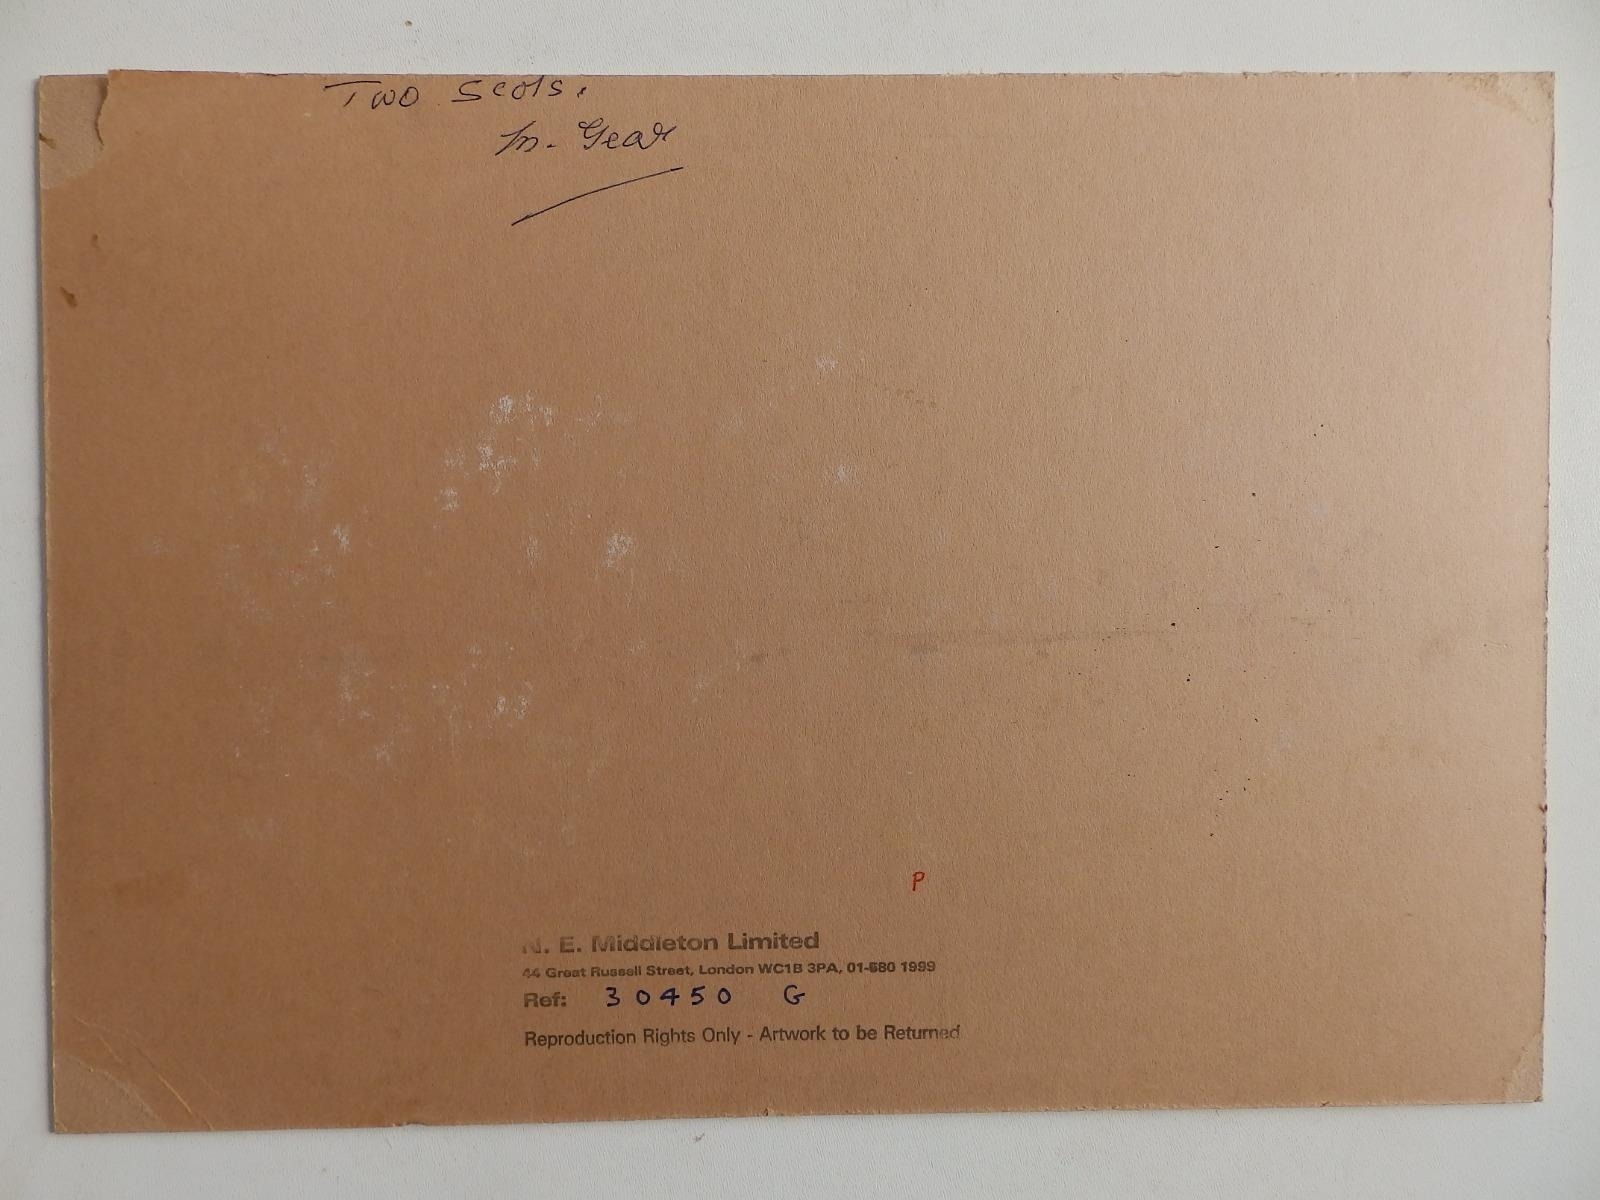 Two Scots.
M. Gear
P
N. E. Middleton Limited
44 Great Russell Street, London WC1B 3PA, 01-580 1999
Ref: 30450 G
Reproduction Rights Only - Artwork to be Returned